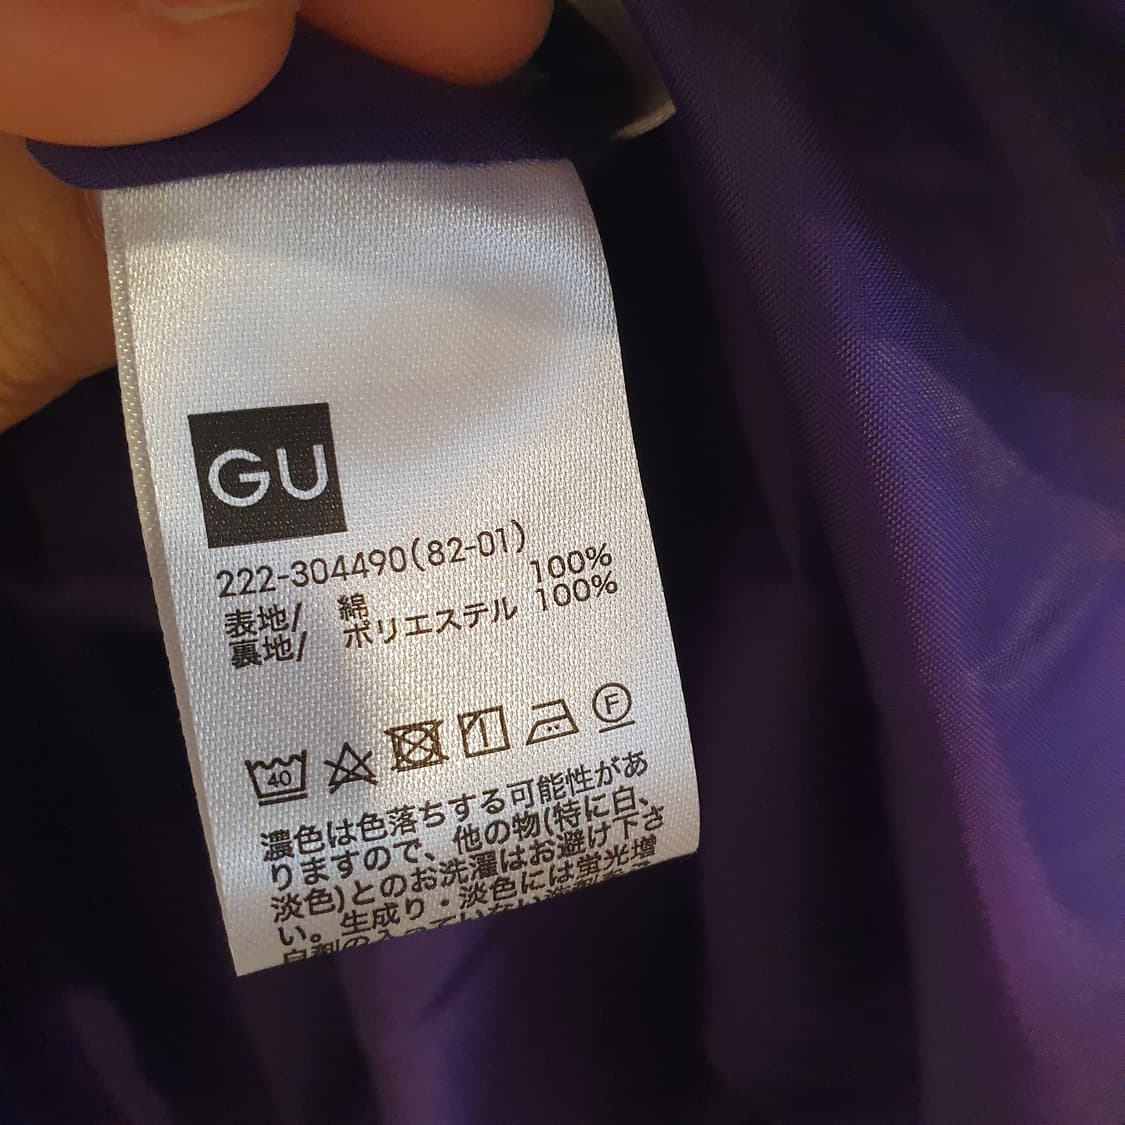 GU
222-304490(82-01)
表地/ 綿 100%
裏地/ ポリエステル 100%
40
F
濃色は色落ちする可能性があ
りますので、他の物(特に白、
淡色)とのお洗濯はお避け下さ
い。生成り・淡色には蛍光増